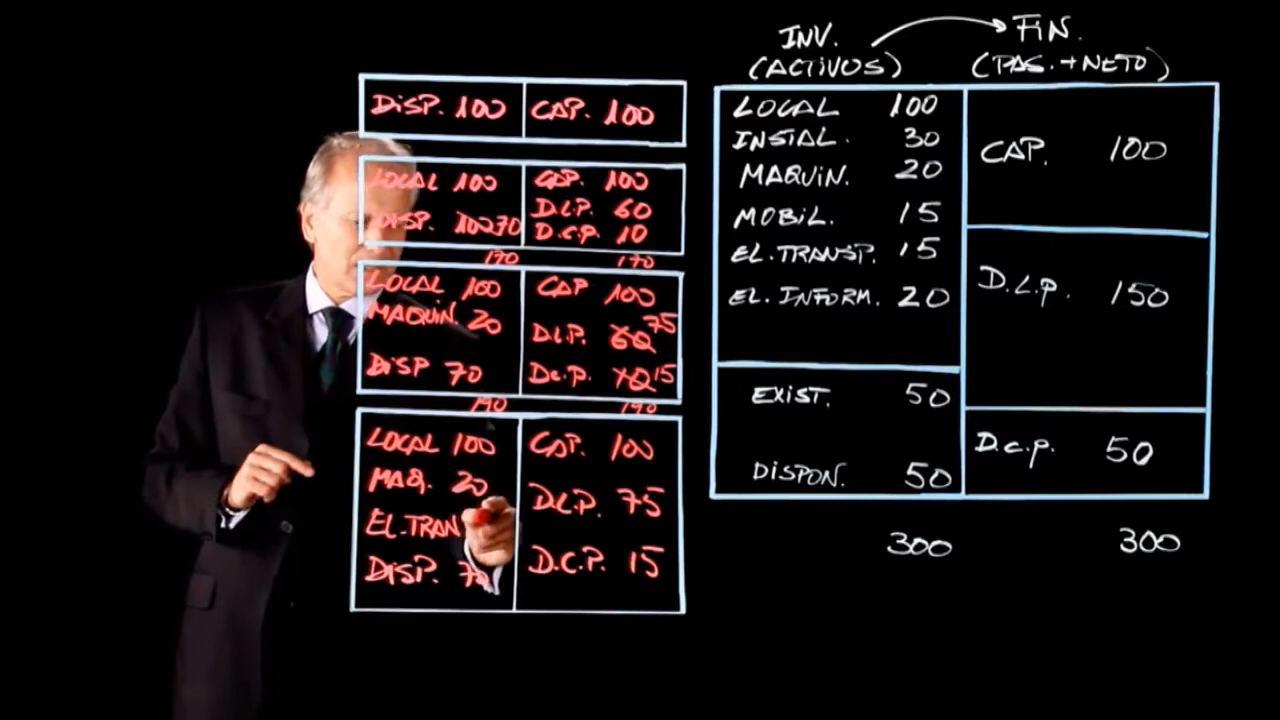 INV.
FiN.
(ACTiVOS)
(PAS.+NETO)
DiSP. 100
CAP. 100
LOCAL 100
CAP. 100
DISP.
D.L.P. 60
D.C.P. 10
170
170
LOCAL 100
CAP 100
MAQUIN 20
D.L.P. 60 75
DiSP 70
D.C.P. 10 15
190
190
LOCAL 100
CAP. 100
MAQ. 20
D.L.P. 75
EL.TRAN
DISP. 70
D.C.P. 15
LOCAL 100
INSTAL. 30
MAQUIN. 20
MOBIL. 15
EL.TRANSP. 15
EL. INFORM. 20
EXiST. 50
DISPON. 50
300
CAP. 100
D.L.P. 150
D.C.P. 50
300